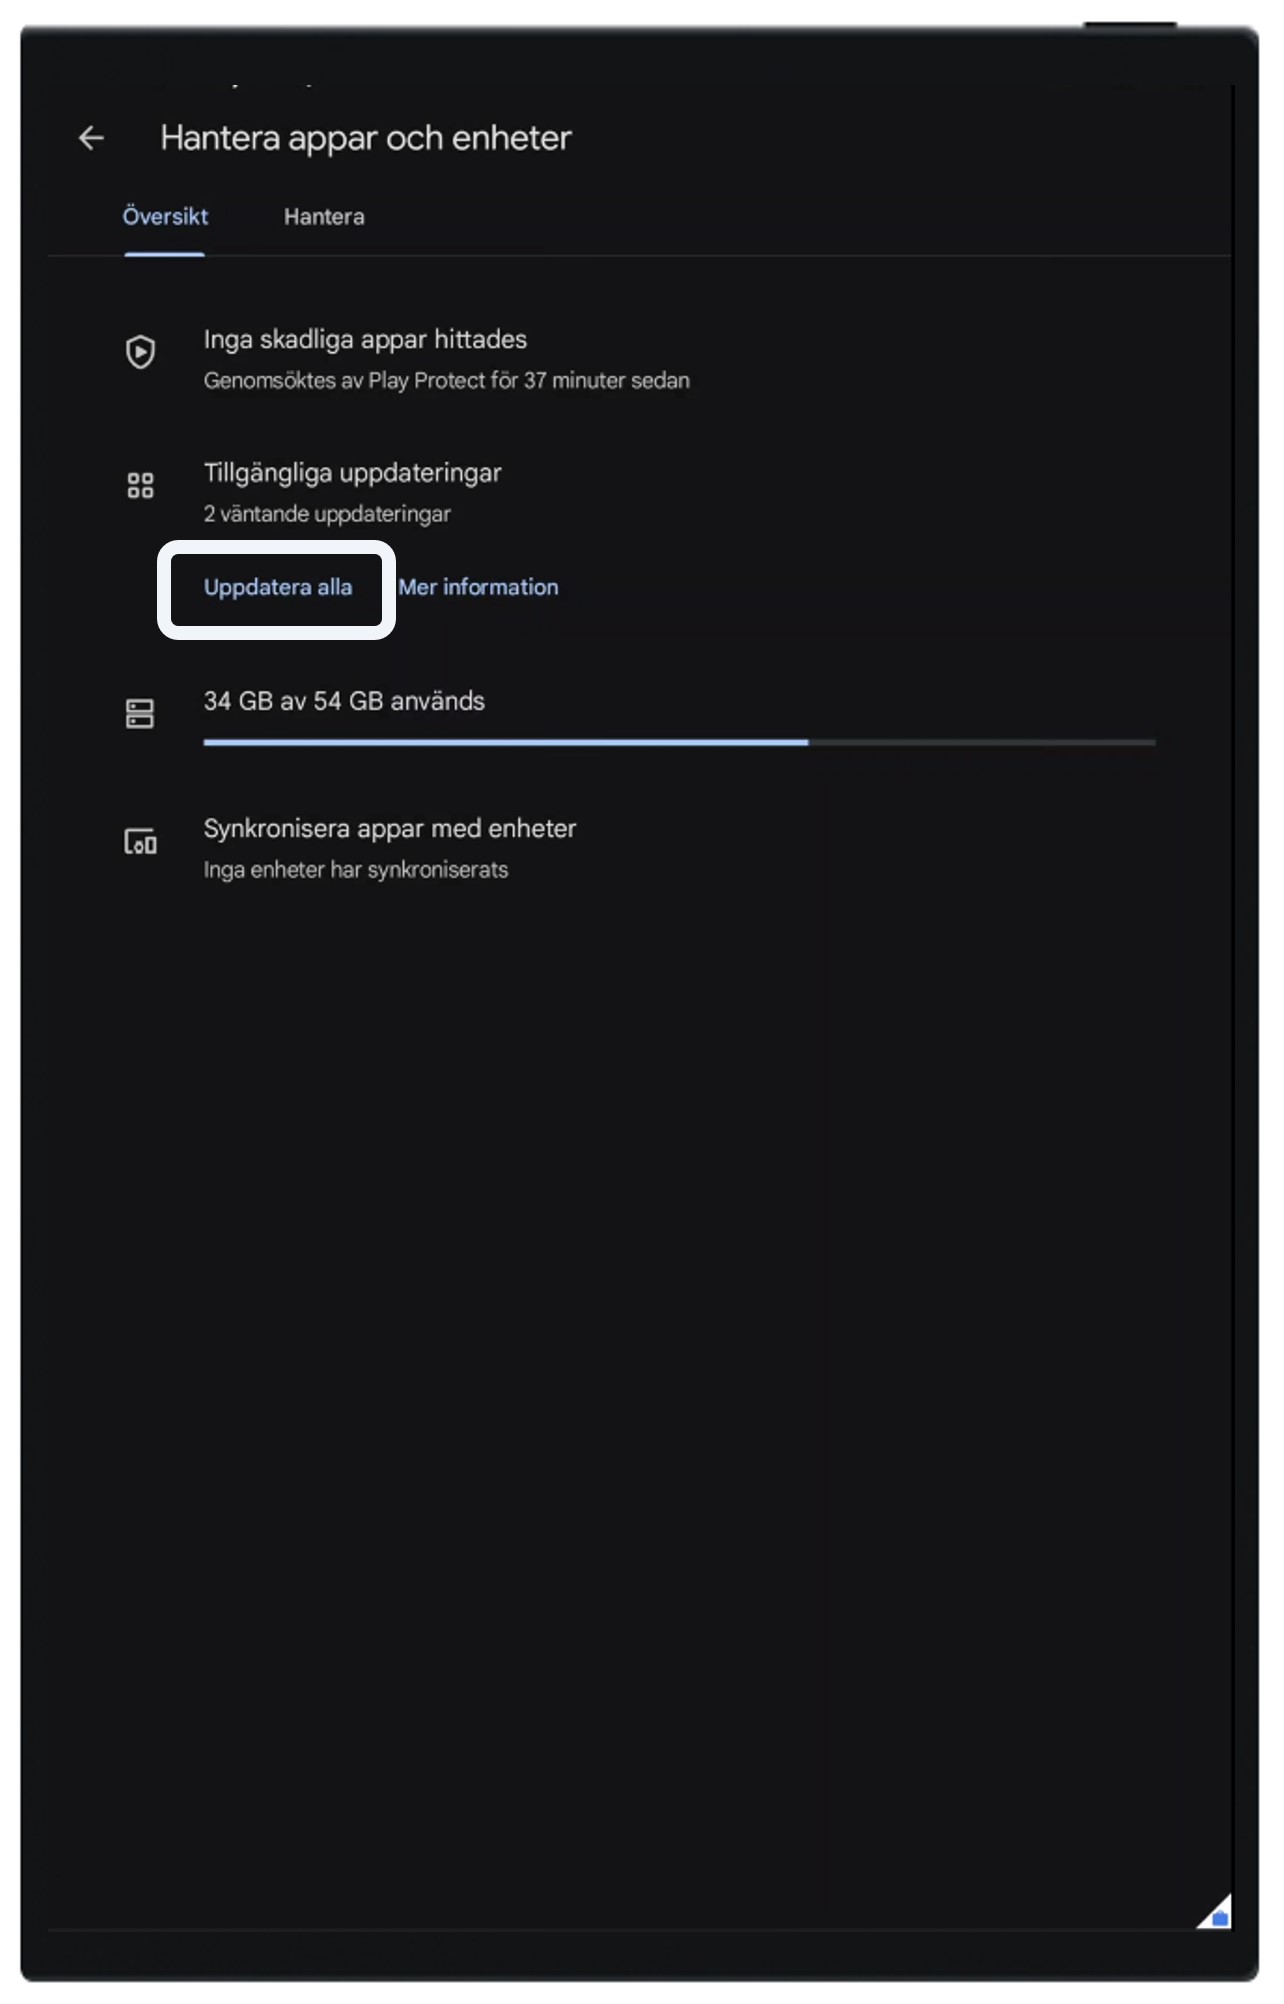 Hantera appar och enheter
Översikt
Hantera
Inga skadliga appar hittades
Genomsöktes av Play Protect för 37 minuter sedan
Tillgängliga uppdateringar
2 väntande uppdateringar
Uppdatera alla
Mer information
34 GB av 54 GB används
Synkronisera appar med enheter
Inga enheter har synkroniserats